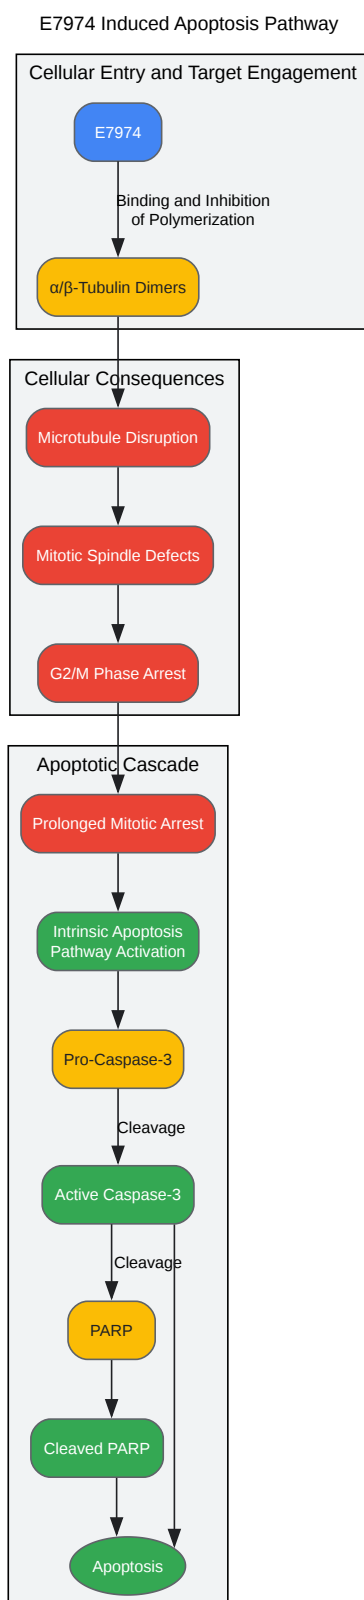 E7974 Induced Apoptosis Pathway
Cellular Entry and Target Engagement
E7974
Binding and Inhibition
of Polymerization
α/β-Tubulin Dimers
Cellular Consequences
Microtubule Disruption
Mitotic Spindle Defects
G2/M Phase Arrest
Apoptotic Cascade
Prolonged Mitotic Arrest
Intrinsic Apoptosis
Pathway Activation
Pro-Caspase-3
Cleavage
Active Caspase-3
Cleavage
PARP
Cleaved PARP
Apoptosis